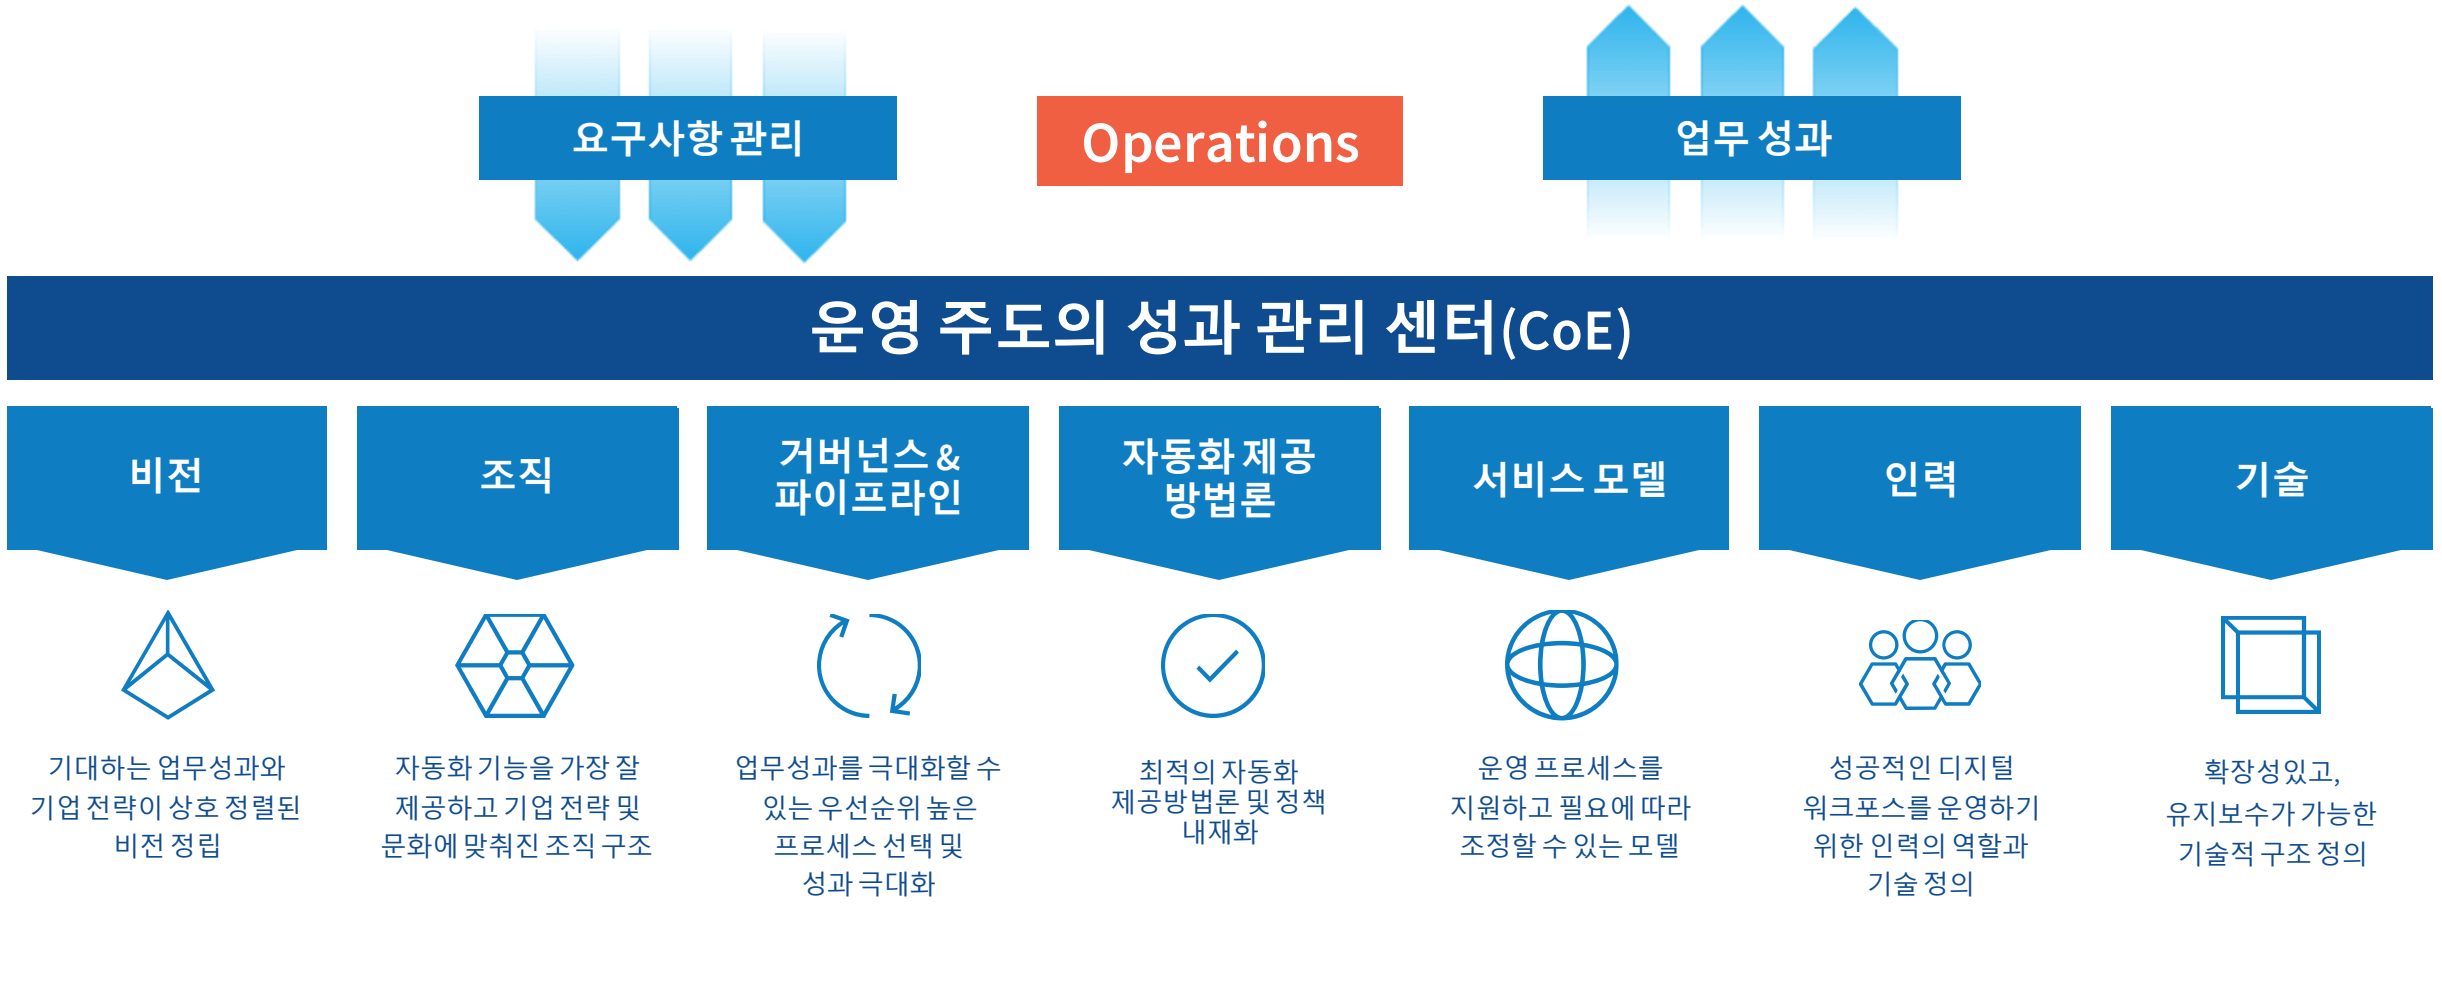 요구사항 관리
Operations
업무 성과
운영 주도의 성과 관리 센터(CoE)
비전
조직
거버넌스 &
파이프라인
자동화 제공
방법론
서비스 모델
인력
기술
기대하는 업무성과와
기업 전략이 상호 정렬된
비전 정립
자동화 기능을 가장 잘
제공하고 기업 전략 및
문화에 맞춰진 조직 구조
업무성과를 극대화할 수
있는 우선순위 높은
프로세스 선택 및
성과 극대화
최적의 자동화
제공방법론 및 정책
내재화
운영 프로세스를
지원하고 필요에 따라
조정할 수 있는 모델
성공적인 디지털
워크포스를 운영하기
위한 인력의 역할과
기술 정의
확장성있고,
유지보수가 가능한
기술적 구조 정의